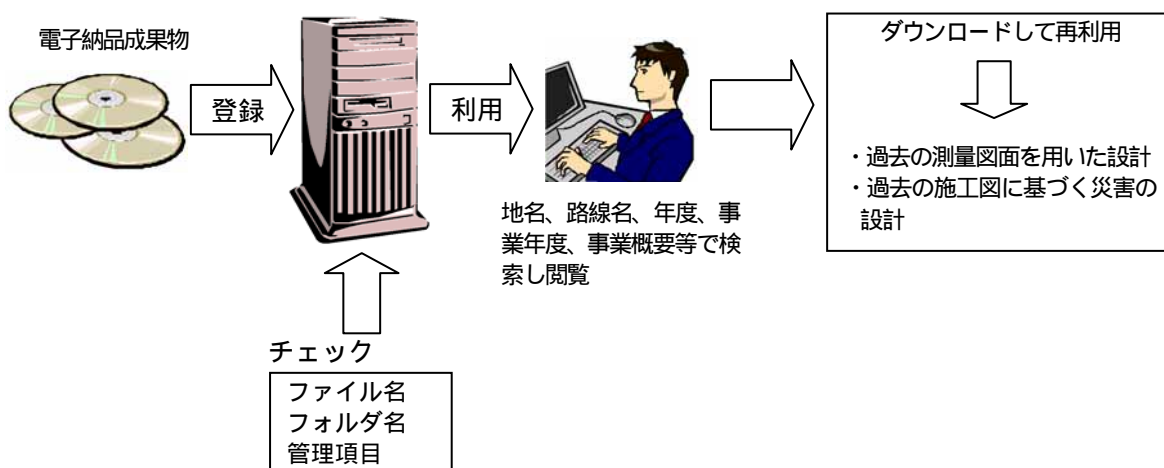 電子納品成果物
登録
利用
地名、路線名、年度、事
業年度、事業概要等で検
索し閲覧
ダウンロードして再利用
・過去の測量図面を用いた設計
・過去の施工図に基づく災害の
設計
チェック
ファイル名
フォルダ名
管理項目